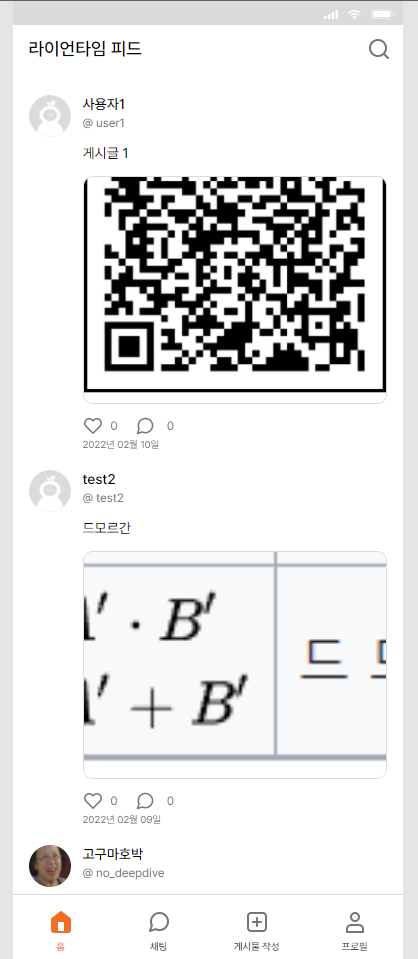 라이언타임 피드
사용자1
@ user1
게시글 1
0 0
2022년 02월 10일
test2
@ test2
드모르간
′ · B′
′ + B′
드
0 0
2022년 02월 09일
고구마호박
@ no_deepdive
홈 채팅 게시물 작성 프로필